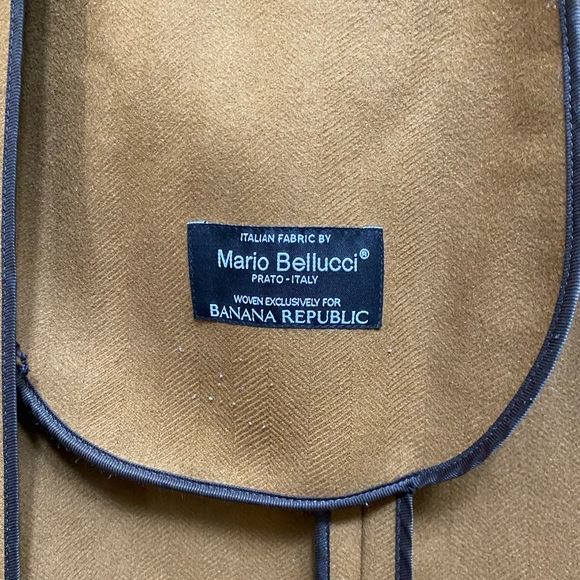 ITALIAN FABRIC BY
Mario Bellucci®
PRATO - ITALY
WOVEN EXCLUSIVELY FOR
BANANA REPUBLIC